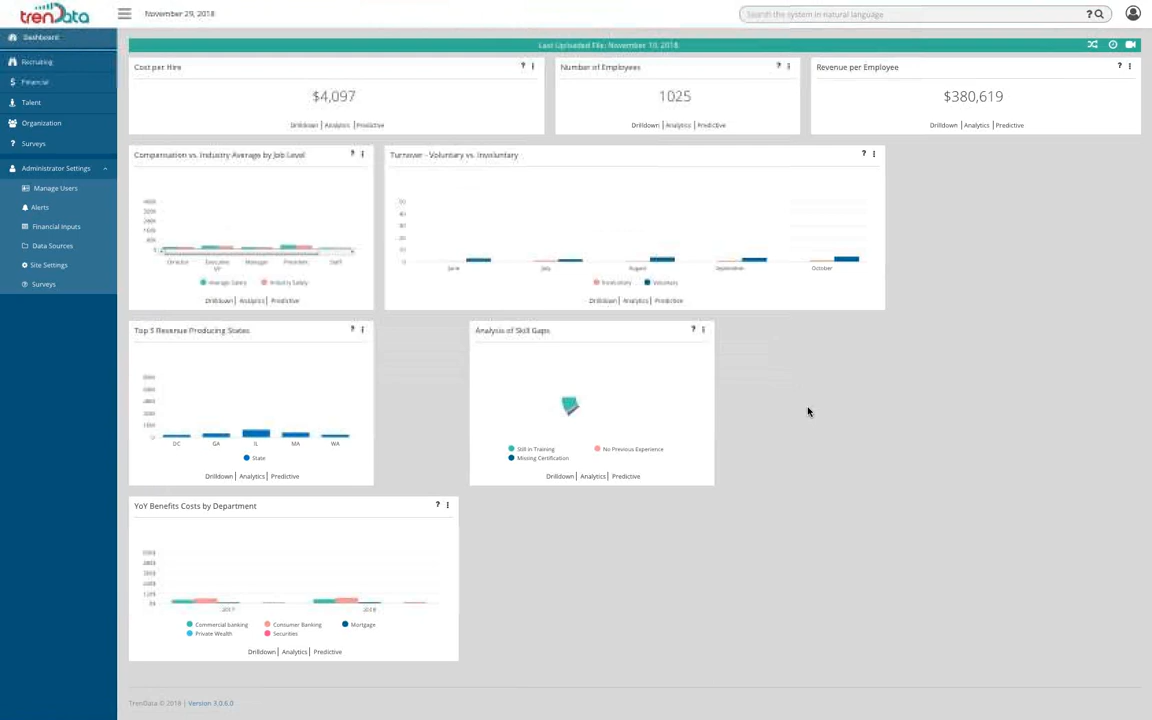 trenData
November 29, 2018
Search the system in natural language
?
Dashboard
Recruiting
$ Financial
Talent
Organization
? Surveys
Administrator Settings
Manage Users
Alerts
Financial Inputs
Data Sources
Site Settings
Surveys
Last Uploaded File: November 10, 2018
Cost per Hire ?
$4,097
Drilldown | Analytics | Predictive
Number of Employees ?
1025
Drilldown | Analytics | Predictive
Revenue per Employee ?
$380,619
Drilldown | Analytics | Predictive
Compensation vs. Industry Average by Job Level ?
Director Executive VP Manager President Staff
Average Salary Industry Salary
Drilldown | Analytics | Predictive
Turnover - Voluntary vs. Involuntary ?
50
40
30
20
10
0
June July August September October
Involuntary Voluntary
Drilldown | Analytics | Predictive
Top 5 Revenue Producing States ?
DC GA IL MA WA
State
Drilldown | Analytics | Predictive
Analysis of Skill Gaps ?
Still in Training No Previous Experience
Missing Certification
Drilldown | Analytics | Predictive
YoY Benefits Costs by Department ?
2017 2018
Commercial banking Consumer Banking Mortgage
Private Wealth Securities
Drilldown | Analytics | Predictive
TrenData © 2018 | Version 3.0.6.0